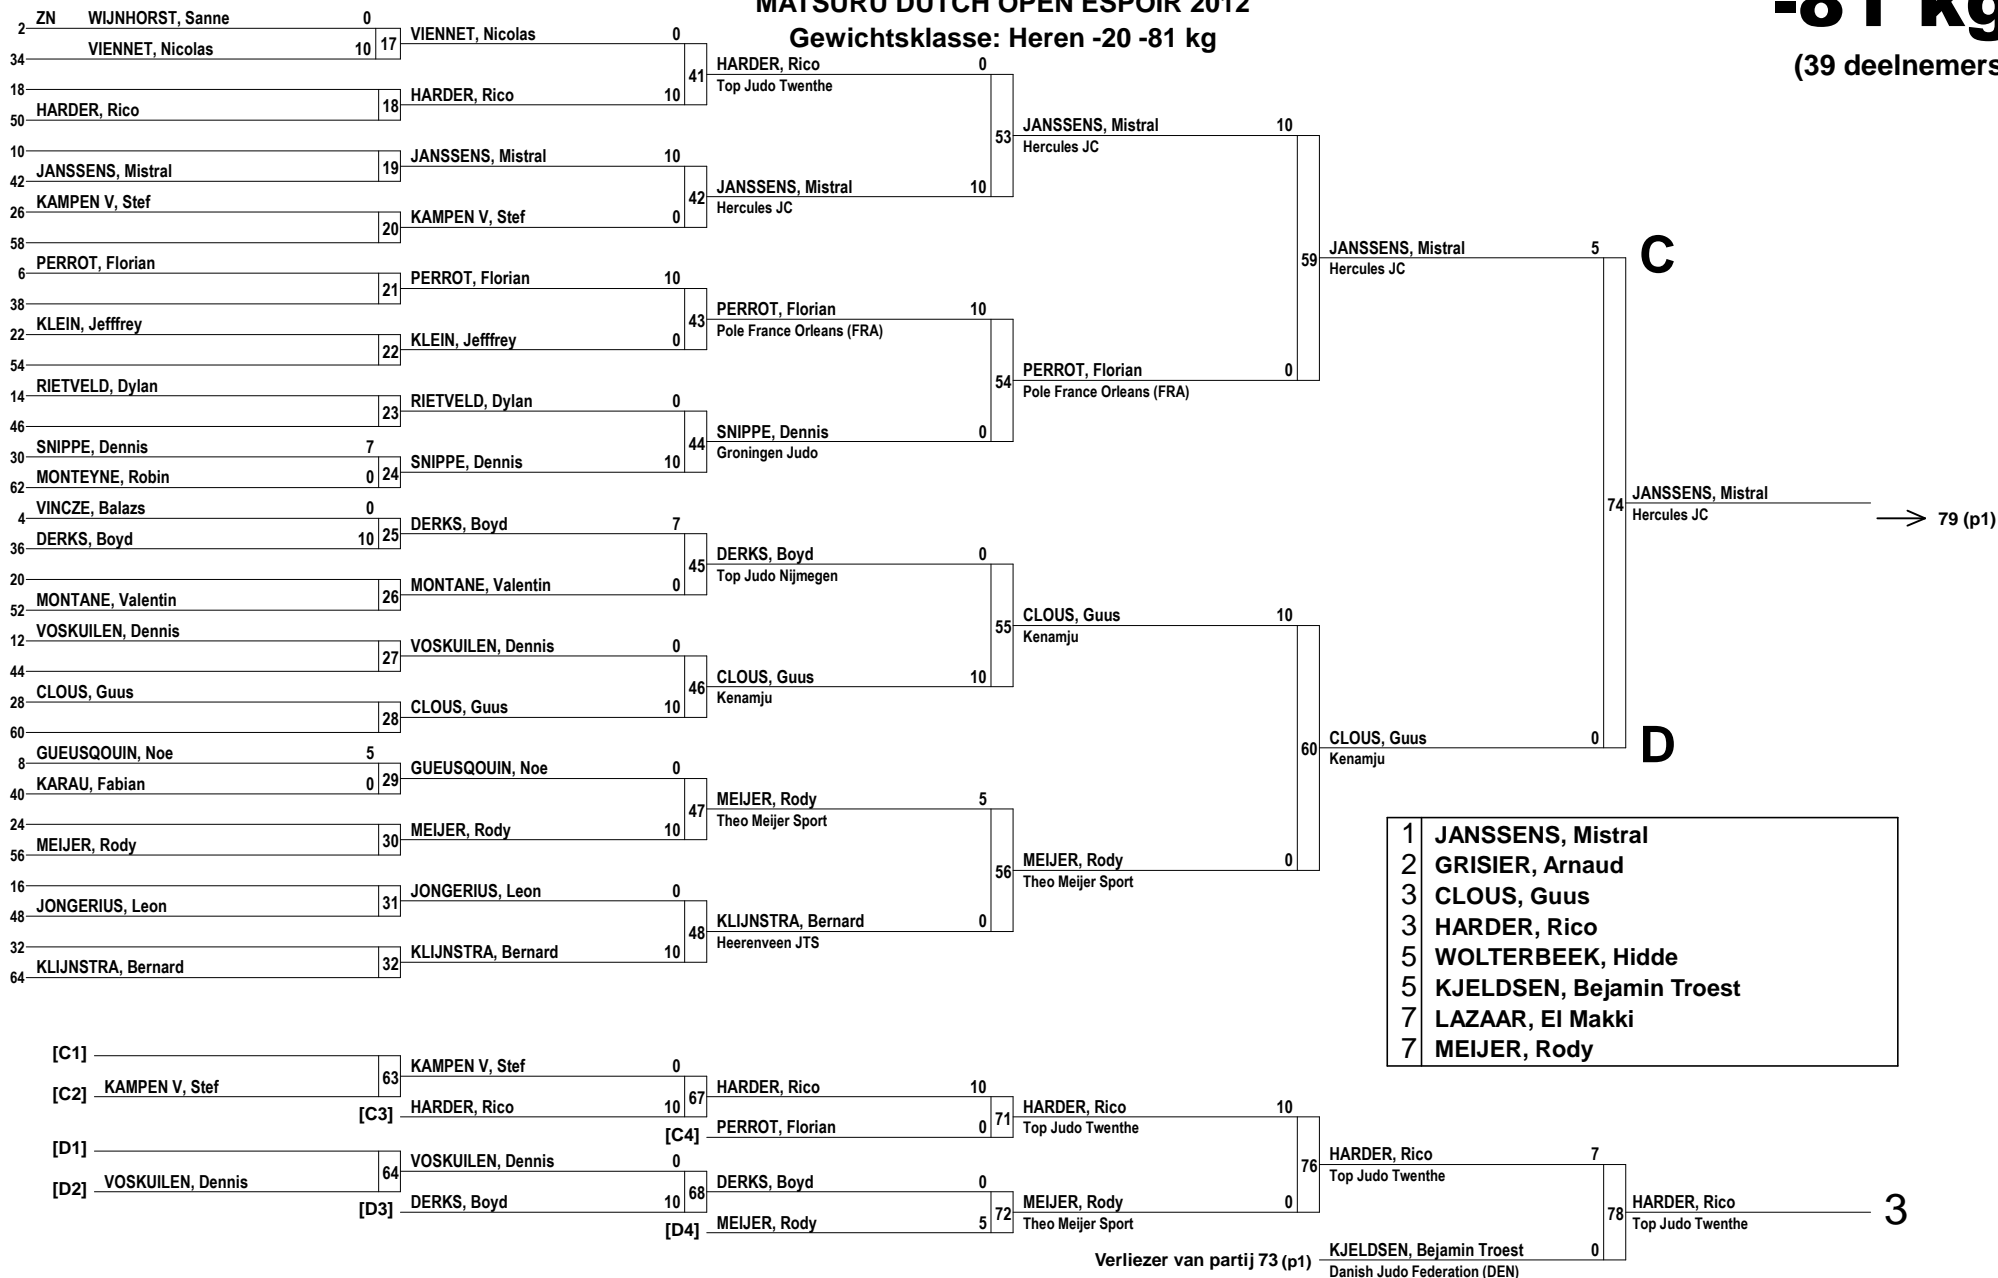 MATSURU DUTCH OPEN ESPOIR 2012
Gewichtsklasse: Heren -20 -81 kg
-81 kg
(39 deelnemers
2 ZN WIJNHORST, Sanne 0
34 VIENNET, Nicolas 10 17
18
50 HARDER, Rico 18
10
42 JANSSENS, Mistral 19
26 KAMPEN V, Stef
58 20
6 PERROT, Florian
38 21
22 KLEIN, Jefffrey
54 22
14 RIETVELD, Dylan
46 23
30 SNIPPE, Dennis 7
62 MONTEYNE, Robin 0 24
4 VINCZE, Balazs 0
36 DERKS, Boyd 10 25
20
52 MONTANE, Valentin 26
12 VOSKUILEN, Dennis
44 27
28 CLOUS, Guus
60 28
8 GUEUSQOUIN, Noe 5
40 KARAU, Fabian 0 29
24
56 MEIJER, Rody 30
16
48 JONGERIUS, Leon 31
32
64 KLIJNSTRA, Bernard 32
VIENNET, Nicolas 0
41
HARDER, Rico 10
JANSSENS, Mistral 10
42
KAMPEN V, Stef 0
PERROT, Florian 10
43
KLEIN, Jefffrey 0
RIETVELD, Dylan 0
44
SNIPPE, Dennis 10
DERKS, Boyd 7
45
MONTANE, Valentin 0
VOSKUILEN, Dennis 0
46
CLOUS, Guus 10
GUEUSQOUIN, Noe 0
47
MEIJER, Rody 10
JONGERIUS, Leon 0
48
KLIJNSTRA, Bernard 10
HARDER, Rico 0
Top Judo Twenthe
53
JANSSENS, Mistral 10
Hercules JC
PERROT, Florian 10
Pole France Orleans (FRA)
54
SNIPPE, Dennis 0
Groningen Judo
DERKS, Boyd 0
Top Judo Nijmegen
55
CLOUS, Guus 10
Kenamju
MEIJER, Rody 5
Theo Meijer Sport
56
KLIJNSTRA, Bernard 0
Heerenveen JTS
JANSSENS, Mistral 10
Hercules JC
59
PERROT, Florian 0
Pole France Orleans (FRA)
CLOUS, Guus 10
Kenamju
60
MEIJER, Rody 0
Theo Meijer Sport
JANSSENS, Mistral 5 C
Hercules JC
74
CLOUS, Guus 0 D
Kenamju
JANSSENS, Mistral
Hercules JC
79 (p1)
1 JANSSENS, Mistral
2 GRISIER, Arnaud
3 CLOUS, Guus
3 HARDER, Rico
5 WOLTERBEEK, Hidde
5 KJELDSEN, Bejamin Troest
7 LAZAAR, El Makki
7 MEIJER, Rody
[C1]
[C2] KAMPEN V, Stef 63
KAMPEN V, Stef 0
[C3] HARDER, Rico 10 67
HARDER, Rico 10
[C4] PERROT, Florian 0 71
[D1]
[D2] VOSKUILEN, Dennis 64
VOSKUILEN, Dennis 0
[D3] DERKS, Boyd 10 68
DERKS, Boyd 0
[D4] MEIJER, Rody 5 72
HARDER, Rico 10
Top Judo Twenthe
76
MEIJER, Rody 0
Theo Meijer Sport
HARDER, Rico 7
Top Judo Twenthe
78
Verliezer van partij 73 (p1) KJELDSEN, Bejamin Troest 0
Danish Judo Federation (DEN)
HARDER, Rico 3
Top Judo Twenthe